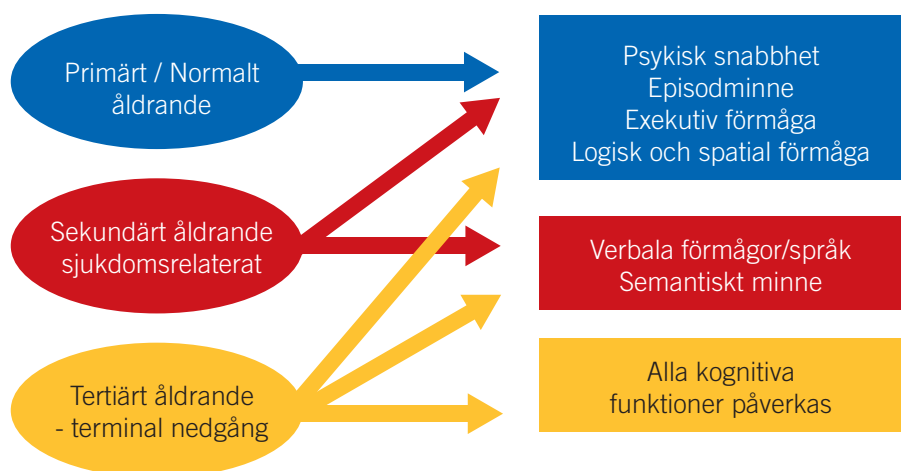 Primärt / Normalt
åldrande
Psykisk snabbhet
Episodminne
Exekutiv förmåga
Logisk och spatial förmåga
Sekundärt åldrande
sjukdomsrelaterat
Verbala förmågor/språk
Semantiskt minne
Tertiärt åldrande
- terminal nedgång
Alla kognitiva
funktioner påverkas